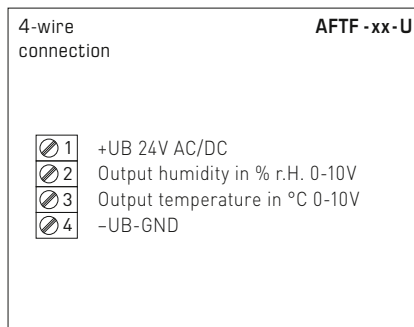 4-wire connection
AFTF -xx-U
1 +UB 24V AC/DC
2 Output humidity in % r.H. 0-10V
3 Output temperature in °C 0-10V
4 –UB-GND